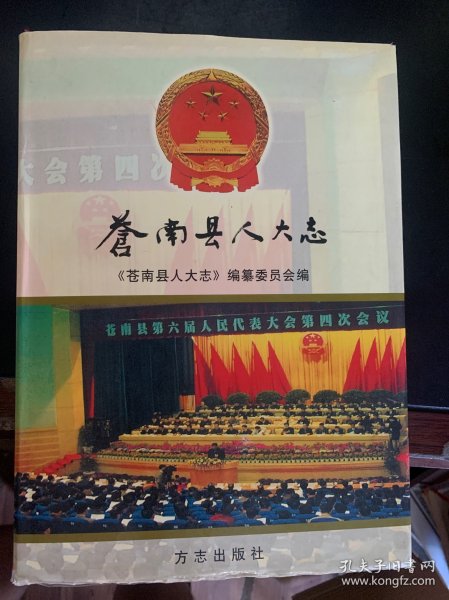 大会第四次
苍南县人大志
《苍南县人大志》编纂委员会编
苍南县第六届人民代表大会第四次会议
方志出版社
孔夫子旧书网
www.kongfz.com